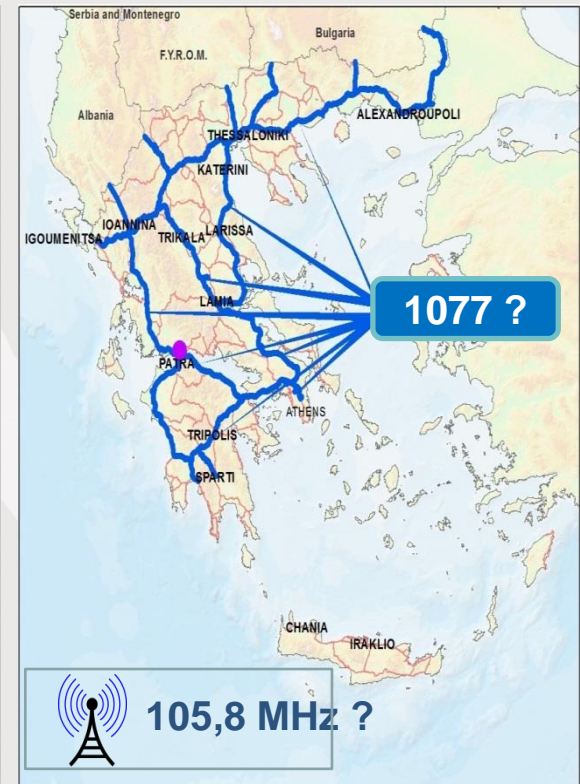 Serbia and Montenegro
Bulgaria
F.Y.R.O.M.
Albania
ALEXANDROUPOLI
THESSALONIKI
KATERINI
IOANNINA
IGOUMENITSA
TRIKALA
LARISSA
LAMIA
1077 ?
PATRA
ATHENS
TRIPOLIS
SPARTI
CHANIA
IRAKLIO
105,8 MHz ?